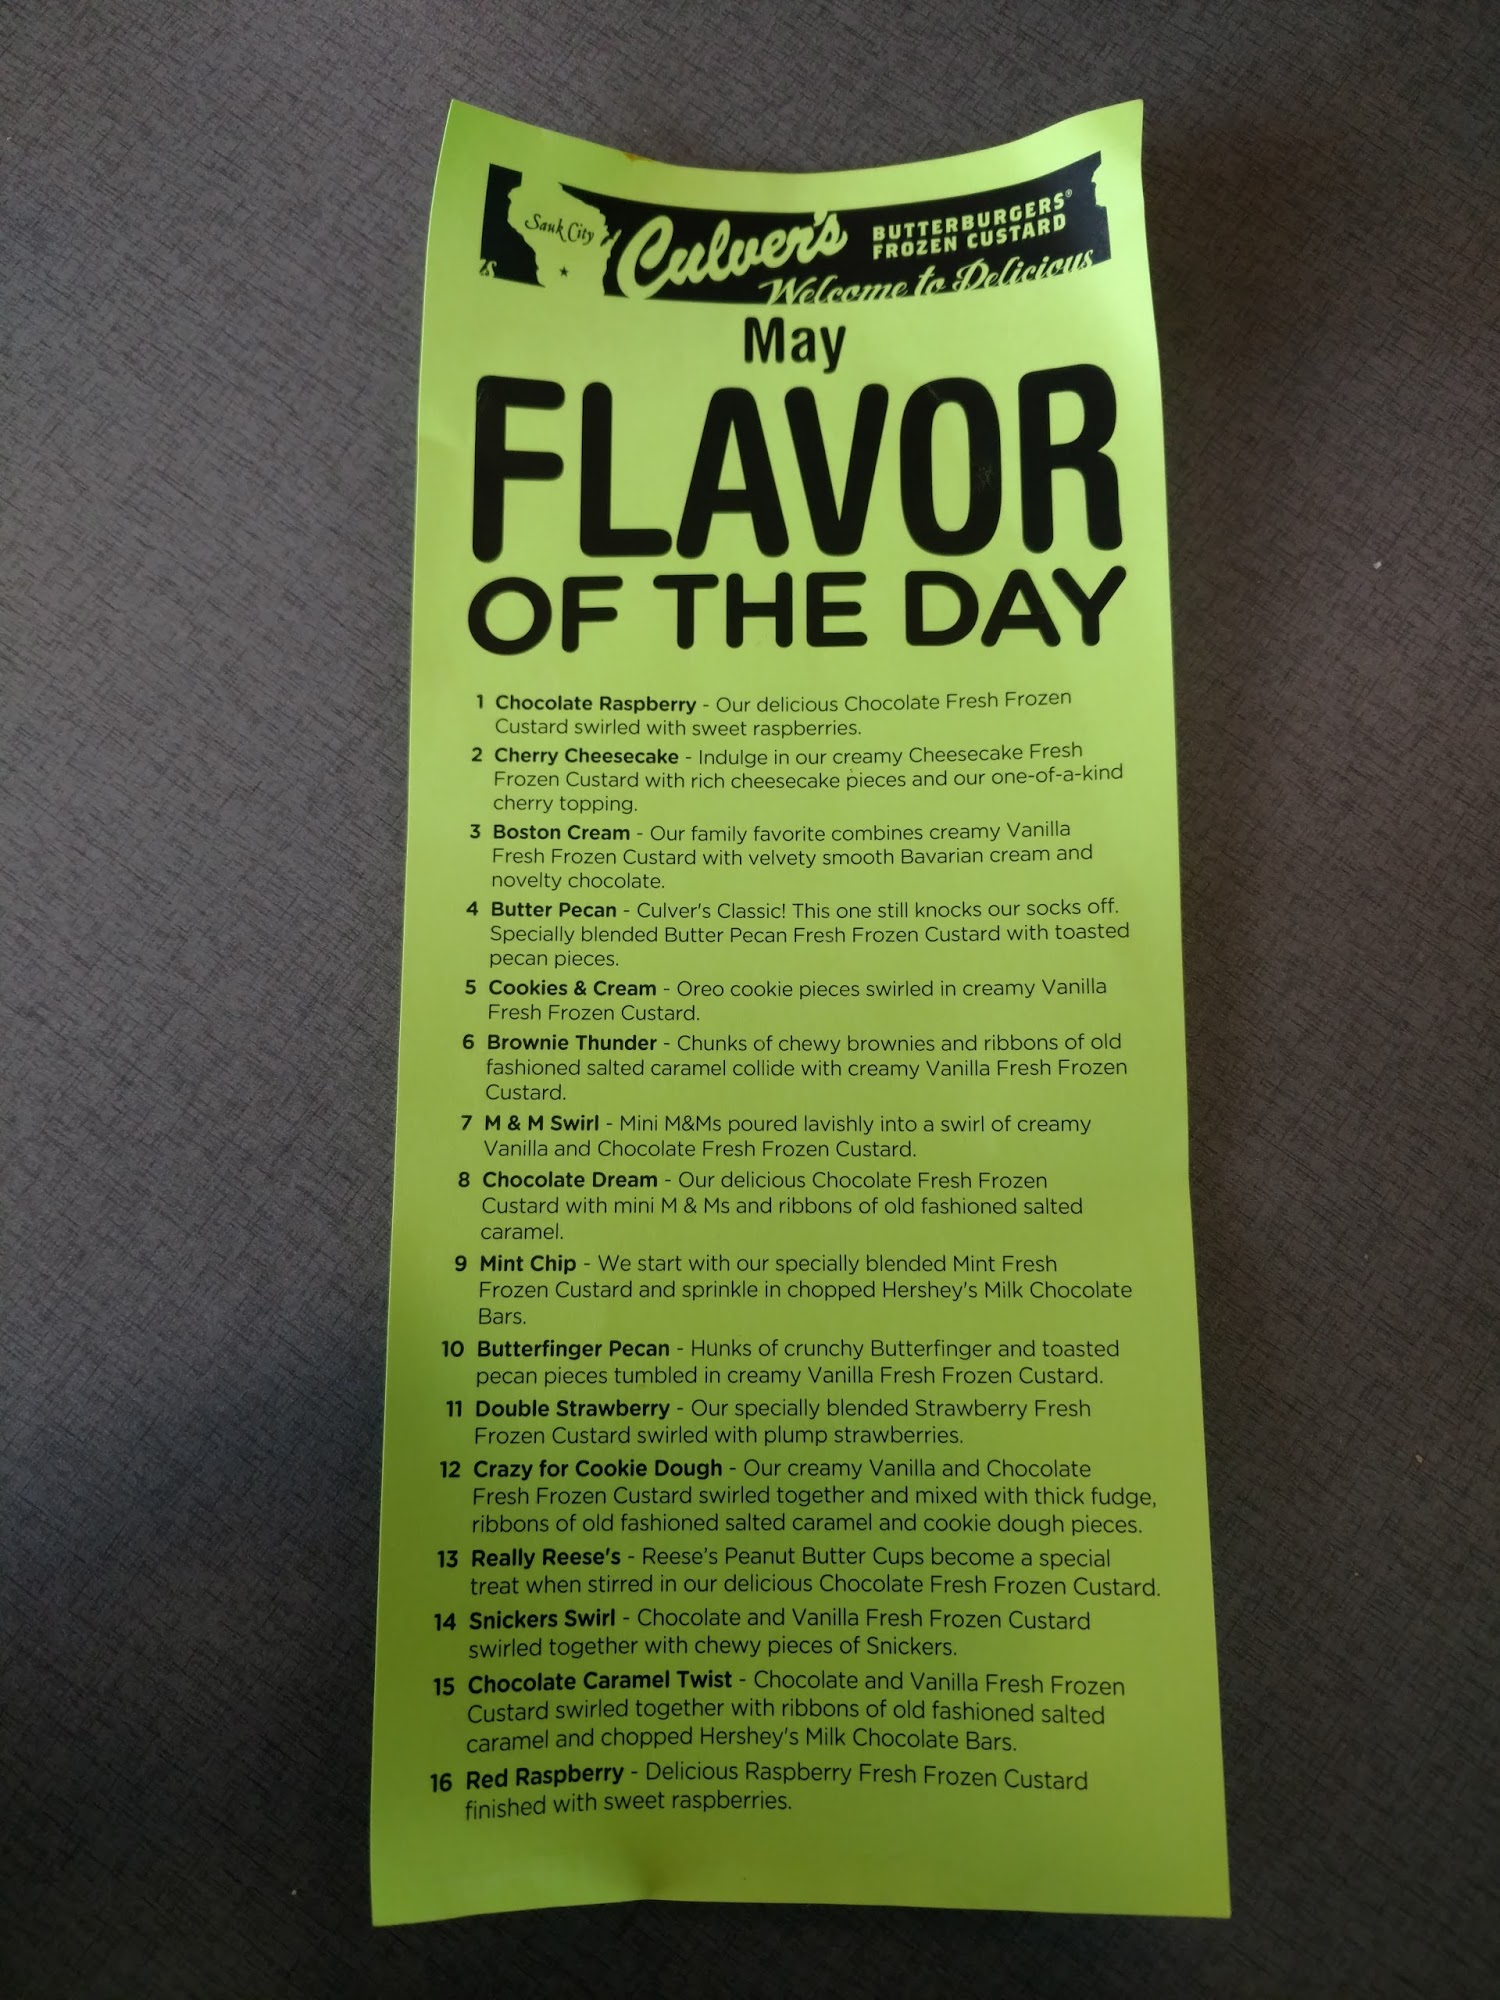 Sauk City
Culver's
BUTTERBURGERS®
FROZEN CUSTARD
Welcome to Delicious
May
FLAVOR
OF THE DAY
1 Chocolate Raspberry - Our delicious Chocolate Fresh Frozen
Custard swirled with sweet raspberries.
2 Cherry Cheesecake - Indulge in our creamy Cheesecake Fresh
Frozen Custard with rich cheesecake pieces and our one-of-a-kind
cherry topping.
3 Boston Cream - Our family favorite combines creamy Vanilla
Fresh Frozen Custard with velvety smooth Bavarian cream and
novelty chocolate.
4 Butter Pecan - Culver's Classic! This one still knocks our socks off.
Specially blended Butter Pecan Fresh Frozen Custard with toasted
pecan pieces.
5 Cookies & Cream - Oreo cookie pieces swirled in creamy Vanilla
Fresh Frozen Custard.
6 Brownie Thunder - Chunks of chewy brownies and ribbons of old
fashioned salted caramel collide with creamy Vanilla Fresh Frozen
Custard.
7 M & M Swirl - Mini M&Ms poured lavishly into a swirl of creamy
Vanilla and Chocolate Fresh Frozen Custard.
8 Chocolate Dream - Our delicious Chocolate Fresh Frozen
Custard with mini M & Ms and ribbons of old fashioned salted
caramel.
9 Mint Chip - We start with our specially blended Mint Fresh
Frozen Custard and sprinkle in chopped Hershey's Milk Chocolate
Bars.
10 Butterfinger Pecan - Hunks of crunchy Butterfinger and toasted
pecan pieces tumbled in creamy Vanilla Fresh Frozen Custard.
11 Double Strawberry - Our specially blended Strawberry Fresh
Frozen Custard swirled with plump strawberries.
12 Crazy for Cookie Dough - Our creamy Vanilla and Chocolate
Fresh Frozen Custard swirled together and mixed with thick fudge,
ribbons of old fashioned salted caramel and cookie dough pieces.
13 Really Reese's - Reese's Peanut Butter Cups become a special
treat when stirred in our delicious Chocolate Fresh Frozen Custard.
14 Snickers Swirl - Chocolate and Vanilla Fresh Frozen Custard
swirled together with chewy pieces of Snickers.
15 Chocolate Caramel Twist - Chocolate and Vanilla Fresh Frozen
Custard swirled together with ribbons of old fashioned salted
caramel and chopped Hershey's Milk Chocolate Bars.
16 Red Raspberry - Delicious Raspberry Fresh Frozen Custard
finished with sweet raspberries.